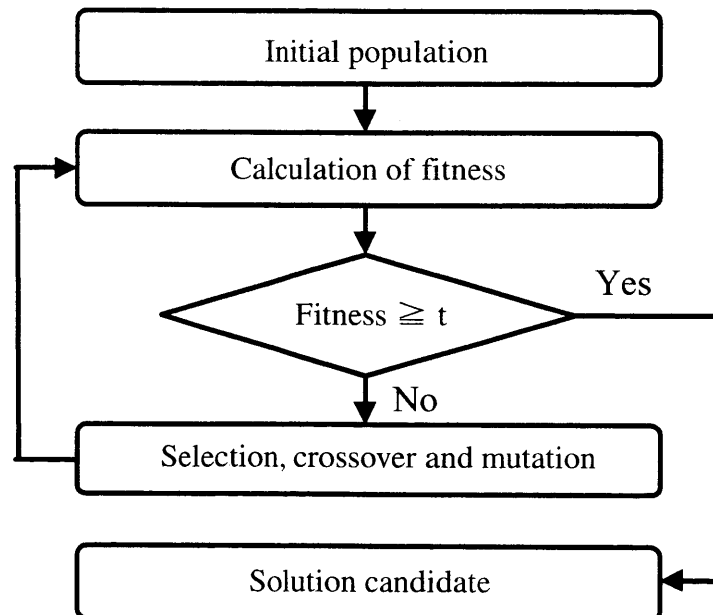 Initial population
Calculation of fitness
Fitness ≧ t
Yes
No
Selection, crossover and mutation
Solution candidate